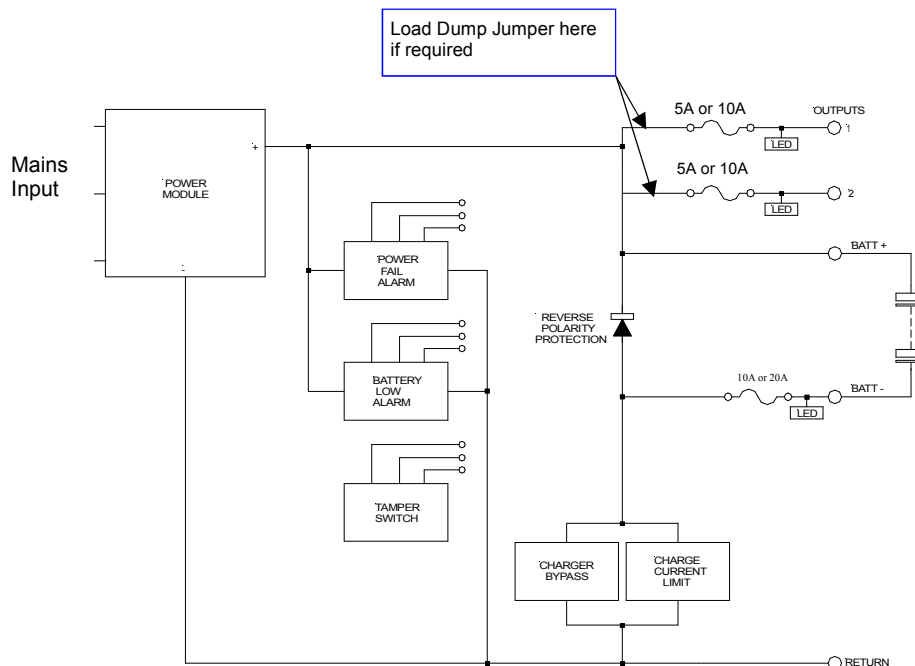 Load Dump Jumper here
if required
5A or 10A
OUTPUTS
1
LED
Mains
Input
+
POWER
MODULE
-
5A or 10A
2
LED
POWER
FAIL
ALARM
BATT +
REVERSE
POLARITY
PROTECTION
BATTERY
LOW
ALARM
10A or 20A
BATT -
LED
TAMPER
SWITCH
CHARGER
BYPASS
CHARGE
CURRENT
LIMIT
RETURN